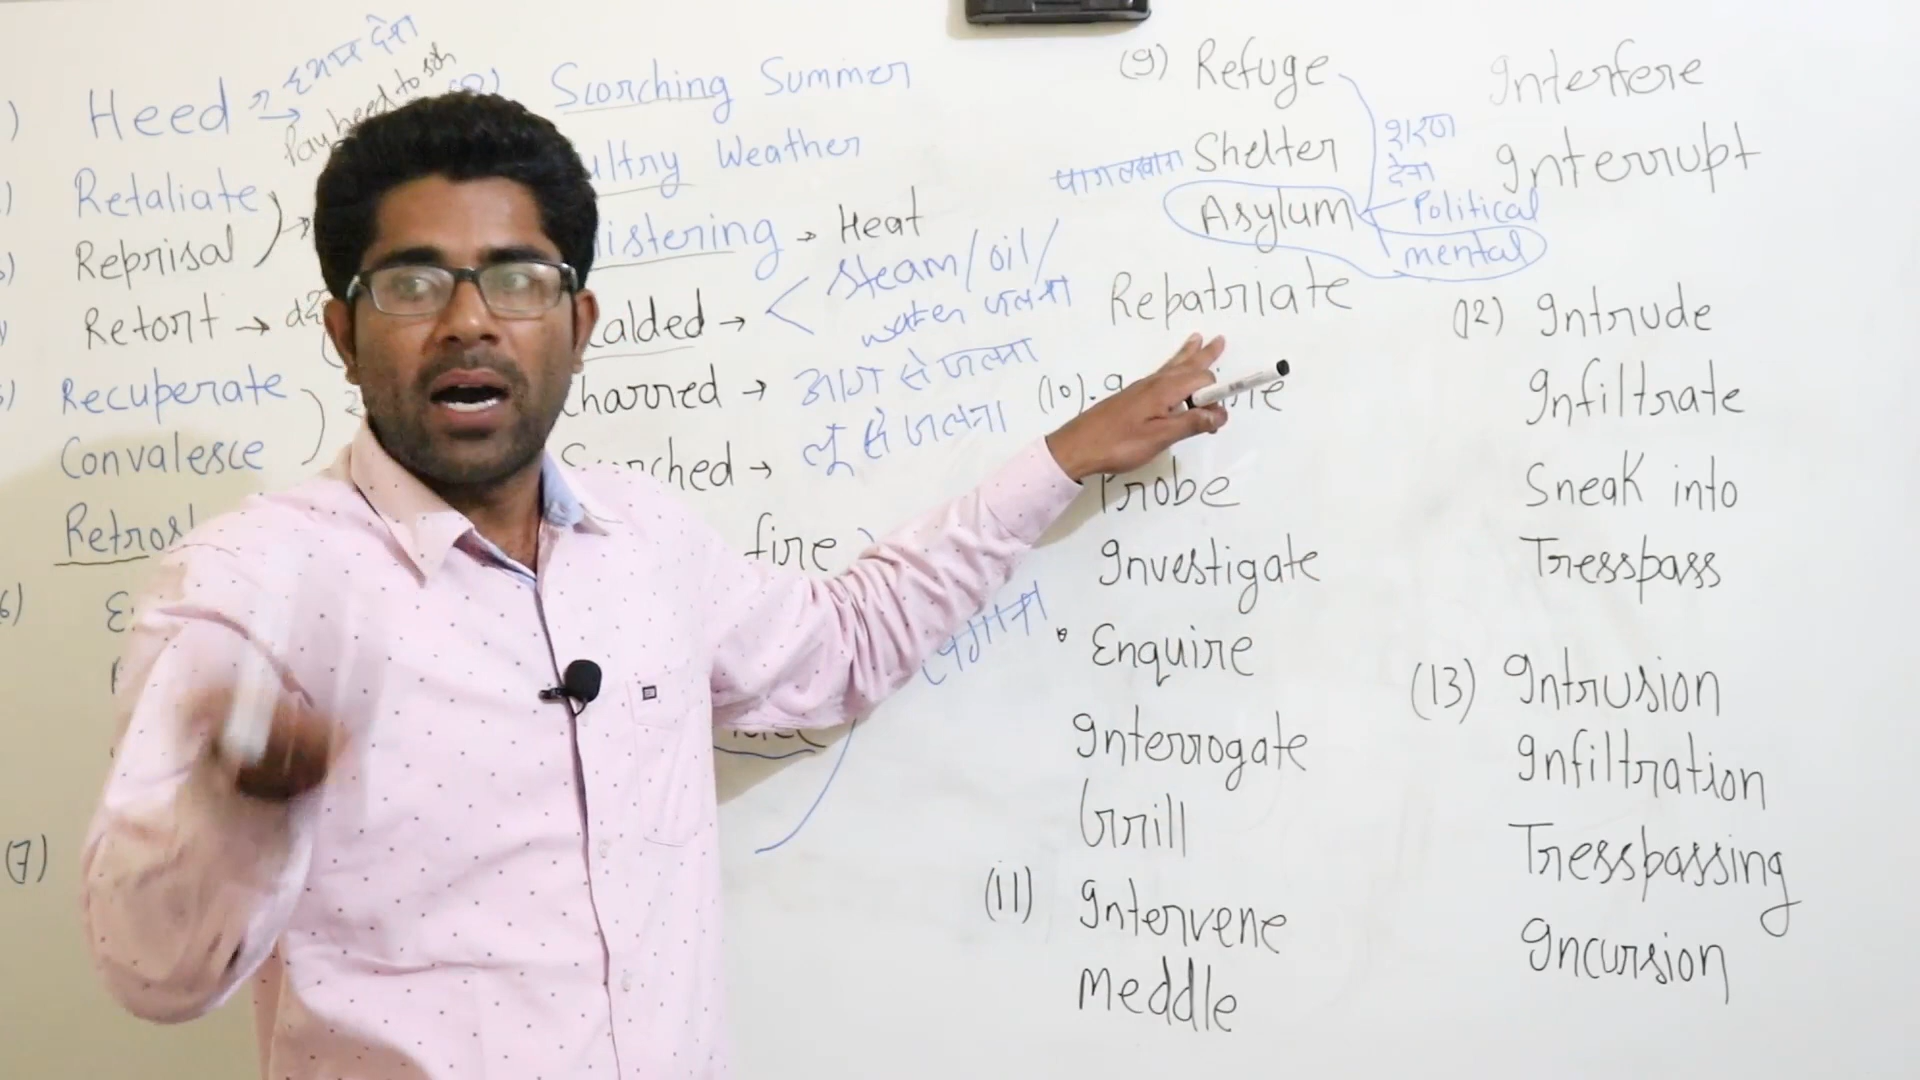 Heed →
ध्यान देना
Pay heed to sth
Retaliate
Reprisal
Retort →
Recuperate
Convalesce
(7)
Scorching Summer
ultry Weather
listering → Heat
alded → steam/oil/
water जलना
harred → आग से जलना
ched → लू से जलना
fire
(9) Refuge
Shelter
पागलखाना
Asylum
शरण
देना
Political
mental
Repatriate
(10)
Probe
Investigate
Enquire
Interrogate
Grill
(11) Intervene
Meddle
Interfere
Interrupt
(12) Intrude
Infiltrate
Sneak into
Tresspass
(13) Intrusion
Infiltration
Tresspassing
Incursion